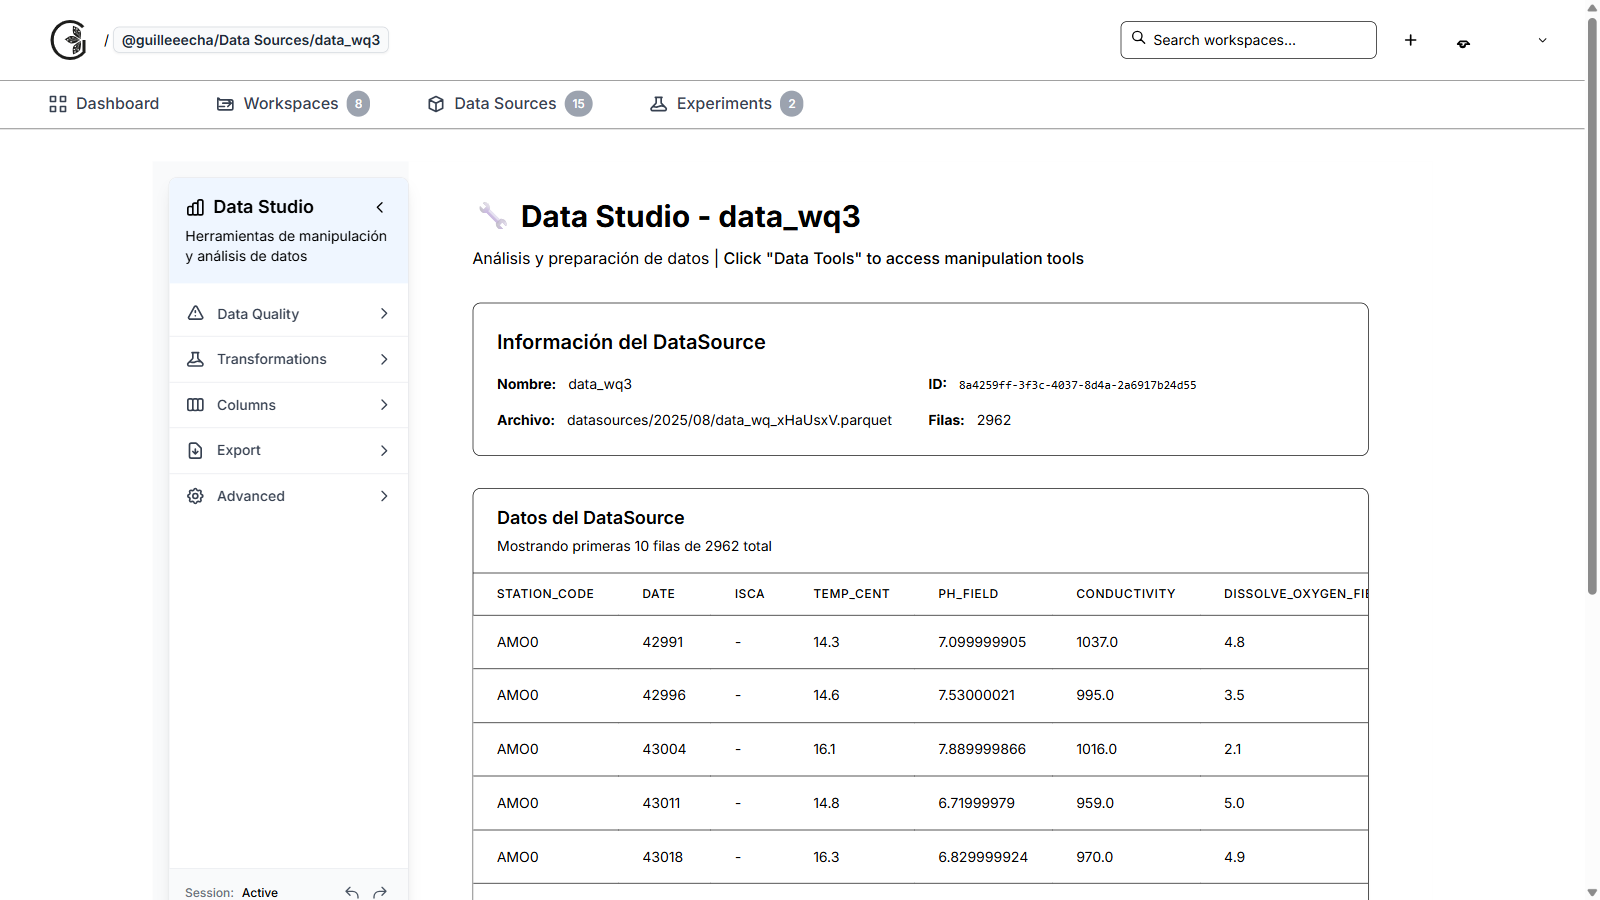 / @guilleeecha/Data Sources/data_wq3
Search workspaces...
Dashboard
Workspaces 8
Data Sources 15
Experiments 2
Data Studio
Herramientas de manipulación
y análisis de datos
Data Quality
Transformations
Columns
Export
Advanced
Session: Active
Data Studio - data_wq3
Análisis y preparación de datos | Click "Data Tools" to access manipulation tools
Información del DataSource
Nombre: data_wq3
ID: 8a4259ff-3f3c-4037-8d4a-2a6917b24d55
Archivo: datasources/2025/08/data_wq_xHaUsxV.parquet
Filas: 2962
Datos del DataSource
Mostrando primeras 10 filas de 2962 total
STATION_CODE DATE ISCA TEMP_CENT PH_FIELD CONDUCTIVITY DISSOLVE_OXYGEN_FIE
AMO0 42991 - 14.3 7.099999905 1037.0 4.8
AMO0 42996 - 14.6 7.53000021 995.0 3.5
AMO0 43004 - 16.1 7.889999866 1016.0 2.1
AMO0 43011 - 14.8 6.71999979 959.0 5.0
AMO0 43018 - 16.3 6.829999924 970.0 4.9